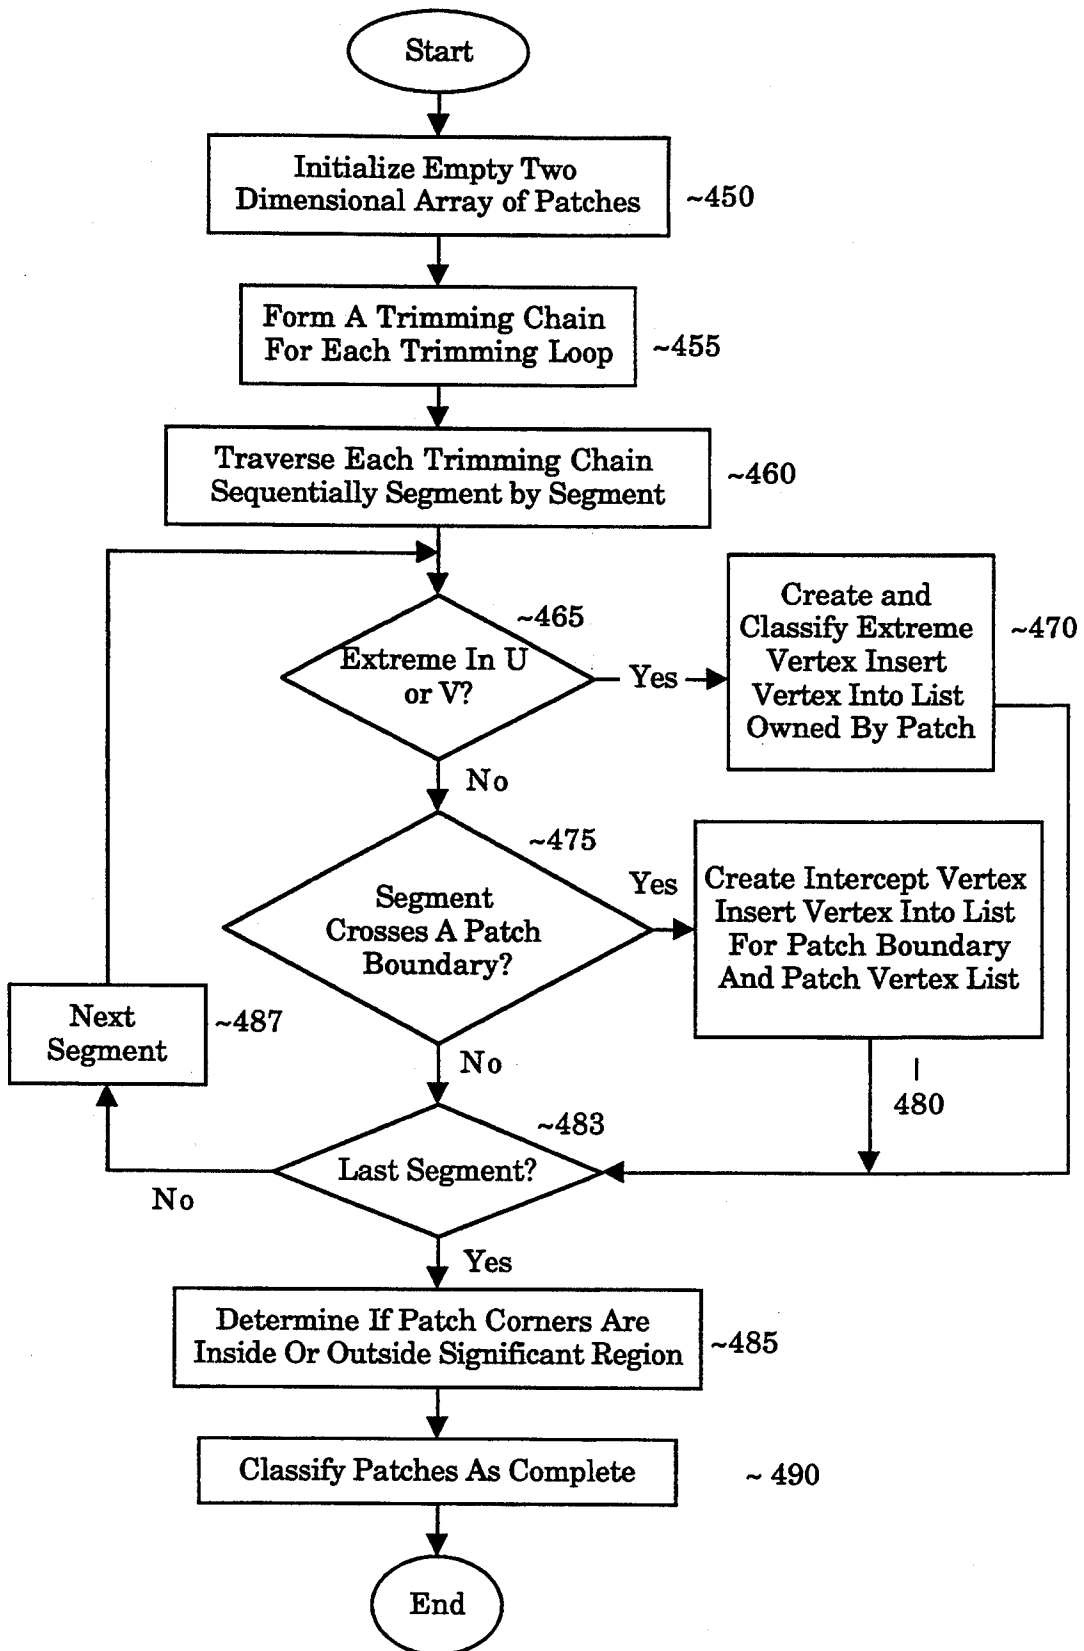 Start
Initialize Empty Two
Dimensional Array of Patches
~450
Form A Trimming Chain
For Each Trimming Loop
~455
Traverse Each Trimming Chain
Sequentially Segment by Segment
~460
~465
Extreme In U
or V?
Yes
Create and
Classify Extreme
Vertex Insert
Vertex Into List
Owned By Patch
~470
No
~475
Segment
Crosses A Patch
Boundary?
Yes
Create Intercept Vertex
Insert Vertex Into List
For Patch Boundary
And Patch Vertex List
480
Next
Segment
~487
No
~483
Last Segment?
No
Yes
Determine If Patch Corners Are
Inside Or Outside Significant Region
~485
Classify Patches As Complete
~ 490
End